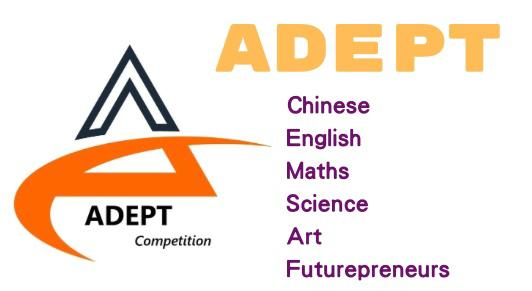 ADEPT
Chinese
English
Maths
Science
Art
Futurepreneurs
ADEPT
Competition